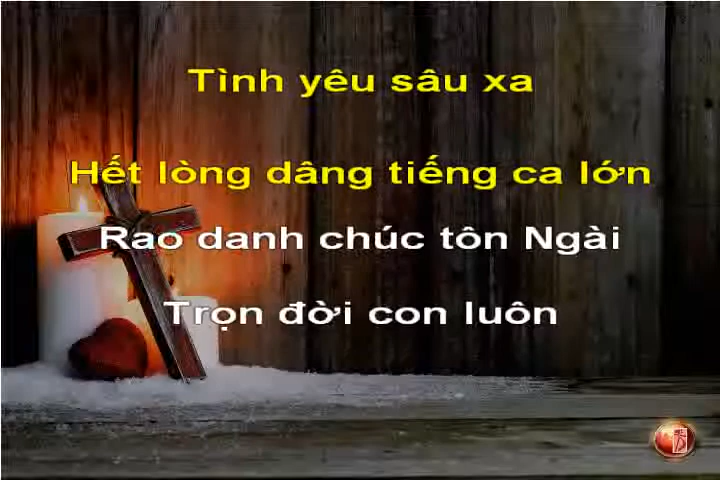 Tình yêu sâu xa
Hết lòng dâng tiếng ca lớn
Rao danh chúc tôn Ngài
Trọn đời con luôn